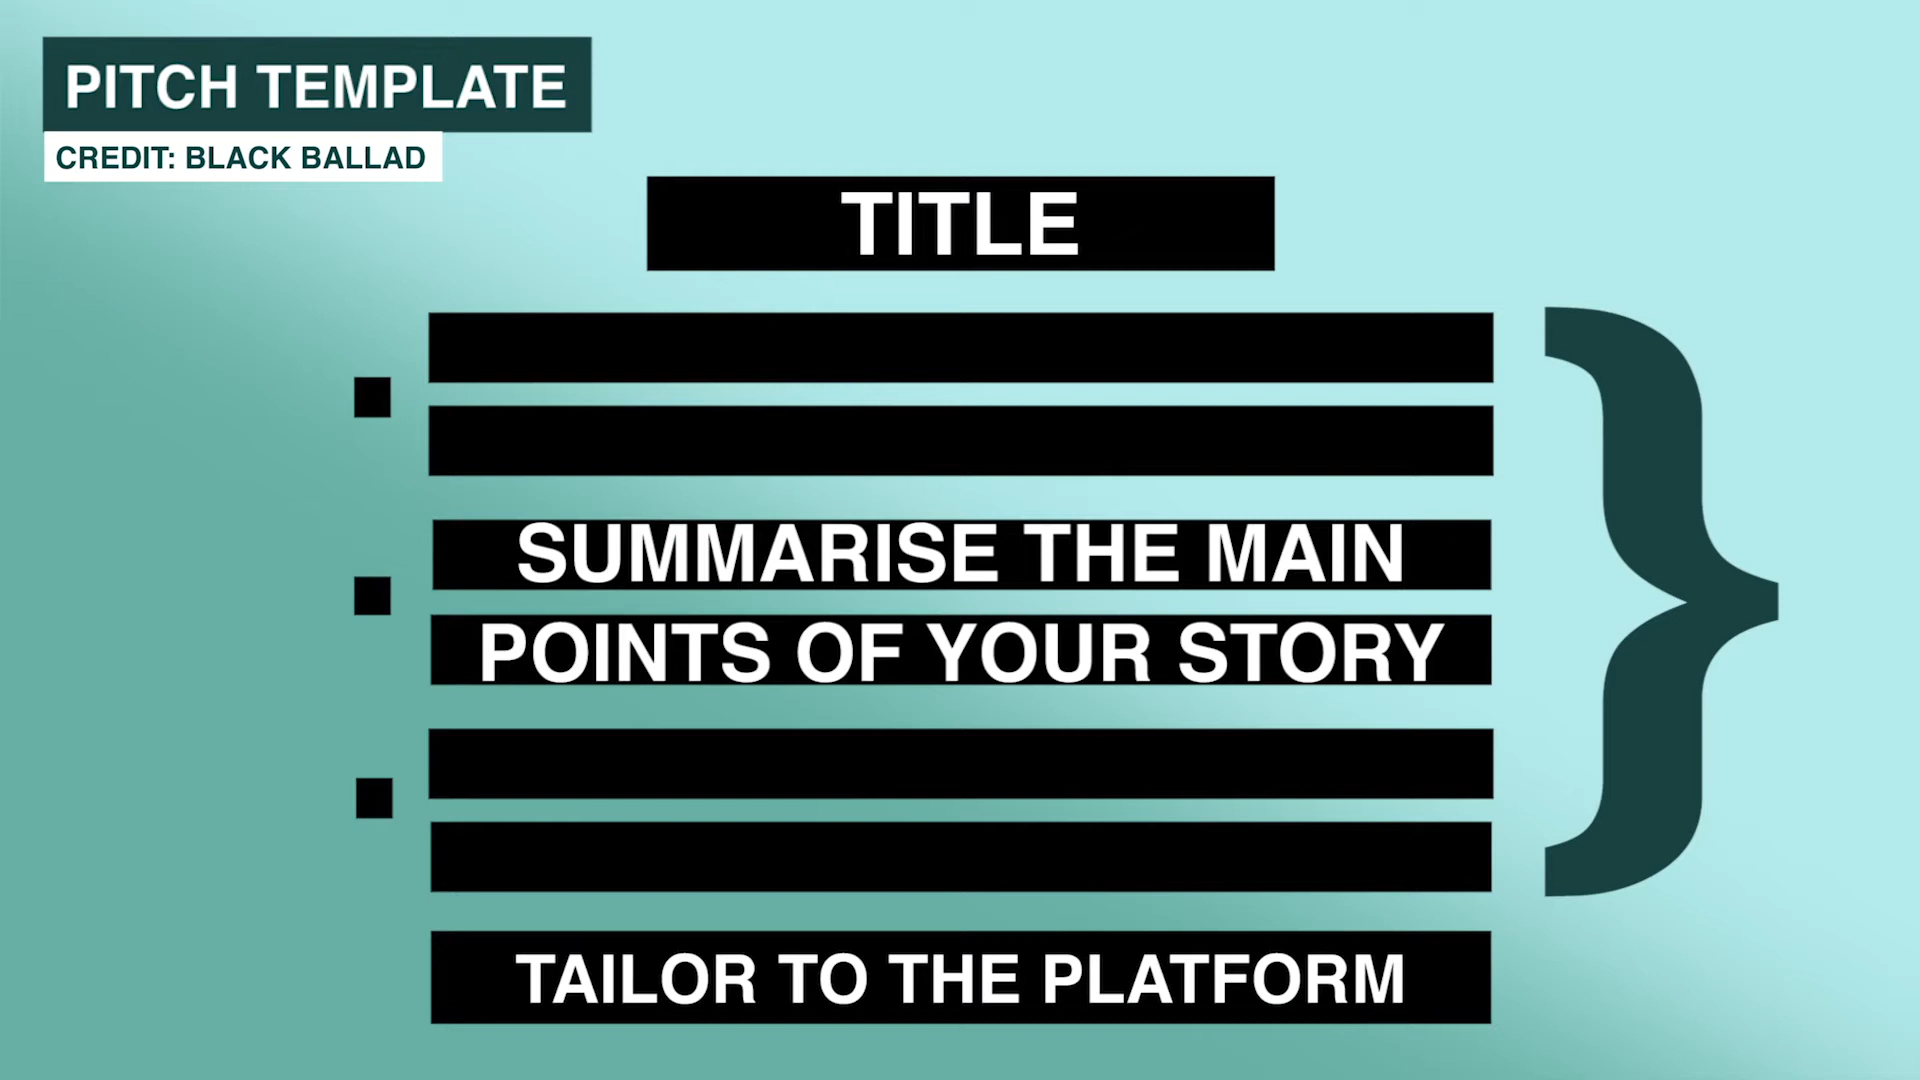 PITCH TEMPLATE
CREDIT: BLACK BALLAD
TITLE
SUMMARISE THE MAIN
POINTS OF YOUR STORY
TAILOR TO THE PLATFORM